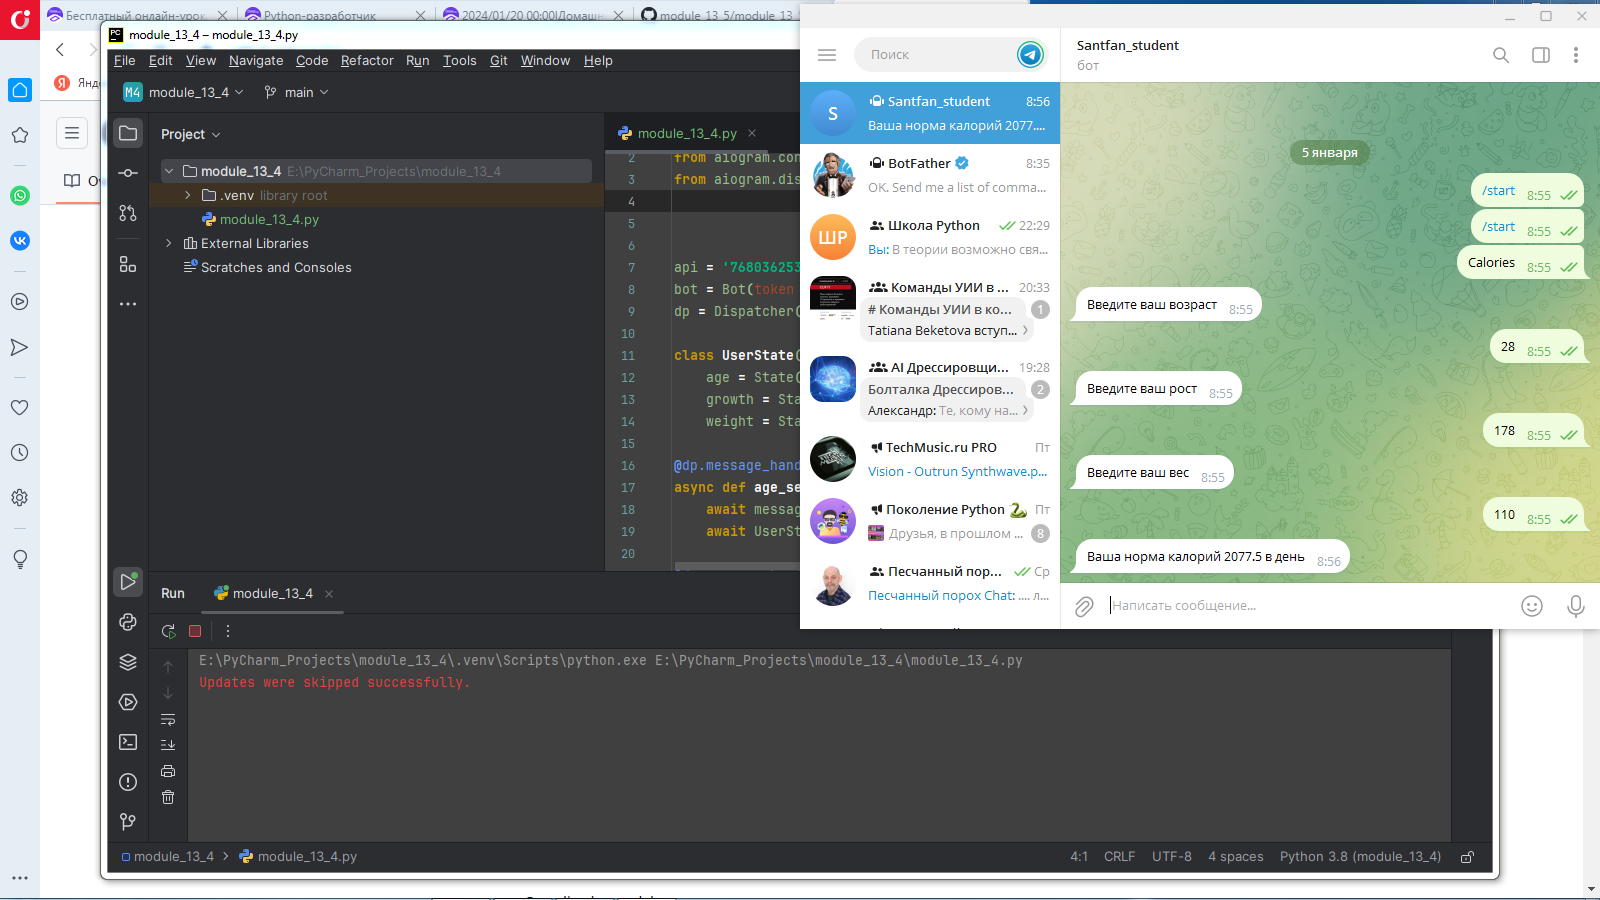 Бесплатный онлайн-урок
Python-разработчик
2024/01/20 00:00|Домашн
module_13_5/module_13
Янд
PC module_13_4 – module_13_4.py
File Edit View Navigate Code Refactor Run Tools Git Window Help
M4 module_13_4 main
Project
module_13_4 E:\PyCharm_Projects\module_13_4
.venv library root
module_13_4.py
External Libraries
Scratches and Consoles
module_13_4.py
2 from aiogram.con
3 from aiogram.dis
4
5
6
7 api = '768036253
8 bot = Bot(token
9 dp = Dispatcher(
10
11 class UserState(
12 age = State(
13 growth = Sta
14 weight = Sta
15
16 @dp.message_hand
17 async def age_se
18 await messag
19 await UserSt
20
Run module_13_4
E:\PyCharm_Projects\module_13_4\.venv\Scripts\python.exe E:\PyCharm_Projects\module_13_4\module_13_4.py
Updates were skipped successfully.
module_13_4 > module_13_4.py
4:1 CRLF UTF-8 4 spaces Python 3.8 (module_13_4)
Поиск
S Santfan_student 8:56
Ваша норма калорий 2077....
BotFather 8:35
OK. Send me a list of comma...
ШP Школа Python 22:29
Вы: В теории возможно свя...
Команды УИИ в ... 20:33
# Команды УИИ в ко... 1
Tatiana Beketova вступ...
AI Дрессировщи... 19:28
Болталка Дрессиров... 2
Александр: Те, кому на...
TechMusic.ru PRO Пт
Vision - Outrun Synthwave.p...
Поколение Python Пт
Друзья, в прошлом ... 8
Песчанный пор... Ср
Песчанный порох Chat: .... л...
Santfan_student
бот
5 января
/start 8:55
/start 8:55
Calories 8:55
Введите ваш возраст 8:55
28 8:55
Введите ваш рост 8:55
178 8:55
Введите ваш вес 8:55
110 8:55
Ваша норма калорий 2077.5 в день 8:56
Написать сообщение...